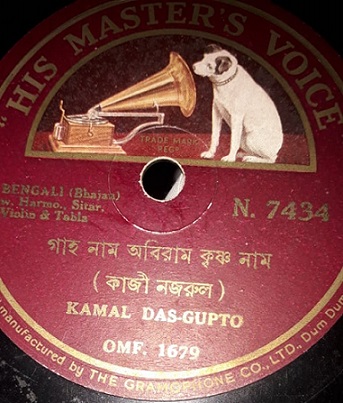 "HIS MASTER'S VOICE
TRADE MARK
REGD
BENGALI (Bhajan)
w. Harmo., Sitar,
Violin & Tabla
N. 7434
গাহ নাম অবিরাম কৃষ্ণ নাম
( কাজী নজরুল )
KAMAL DAS-GUPTO
OMF. 1679
manufactured by THE GRAMOPHONE CO., LTD., Dum Dum